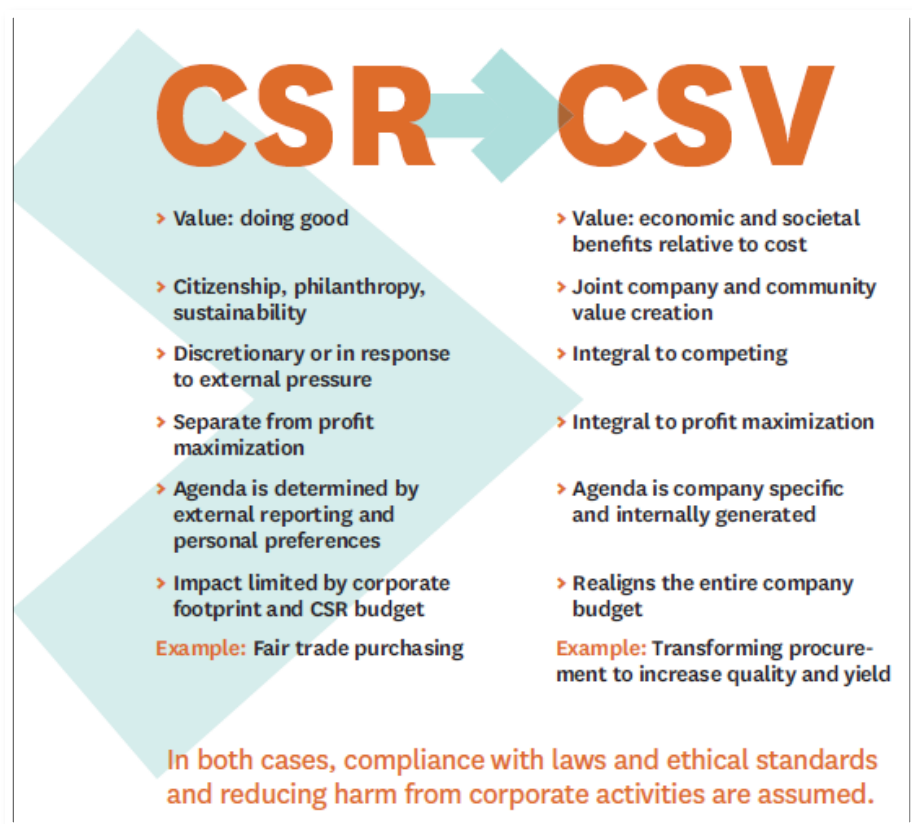 CSR → CSV
> Value: doing good
> Citizenship, philanthropy,
sustainability
> Discretionary or in response
to external pressure
> Separate from profit
maximization
> Agenda is determined by
external reporting and
personal preferences
> Impact limited by corporate
footprint and CSR budget
Example: Fair trade purchasing
> Value: economic and societal
benefits relative to cost
> Joint company and community
value creation
> Integral to competing
> Integral to profit maximization
> Agenda is company specific
and internally generated
> Realigns the entire company
budget
Example: Transforming procure-
ment to increase quality and yield
In both cases, compliance with laws and ethical standards
and reducing harm from corporate activities are assumed.